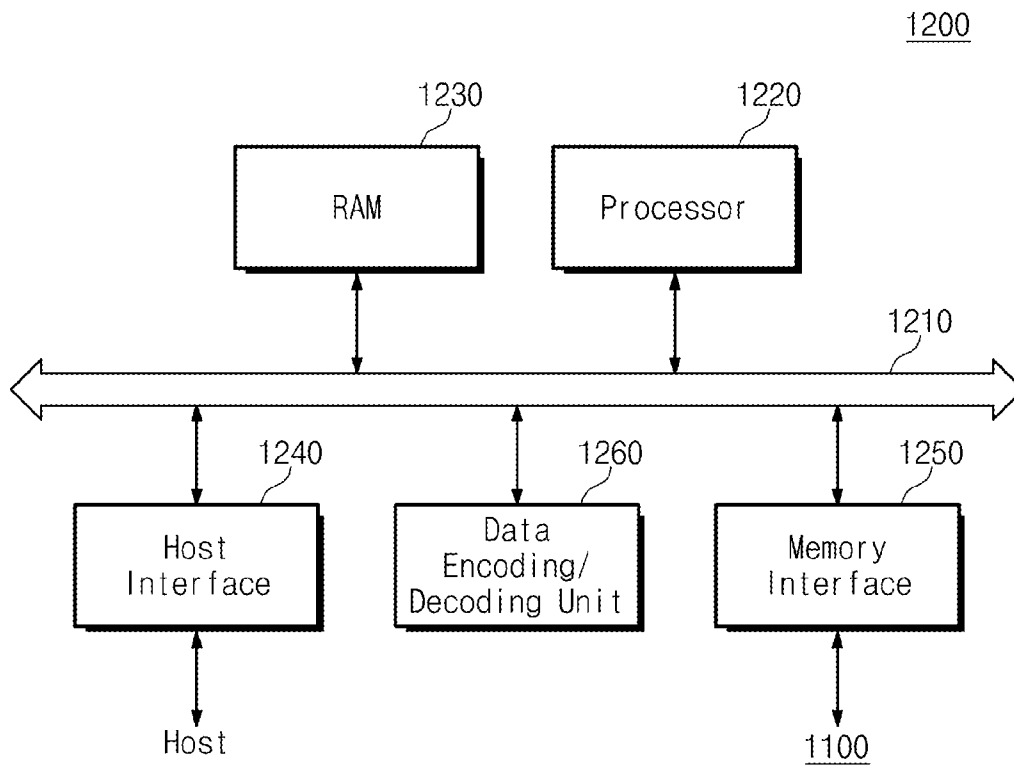 1200
1230
1220
RAM
Processor
1210
1240
1260
1250
Host
Interface
Data
Encoding/
Decoding Unit
Memory
Interface
Host
1100